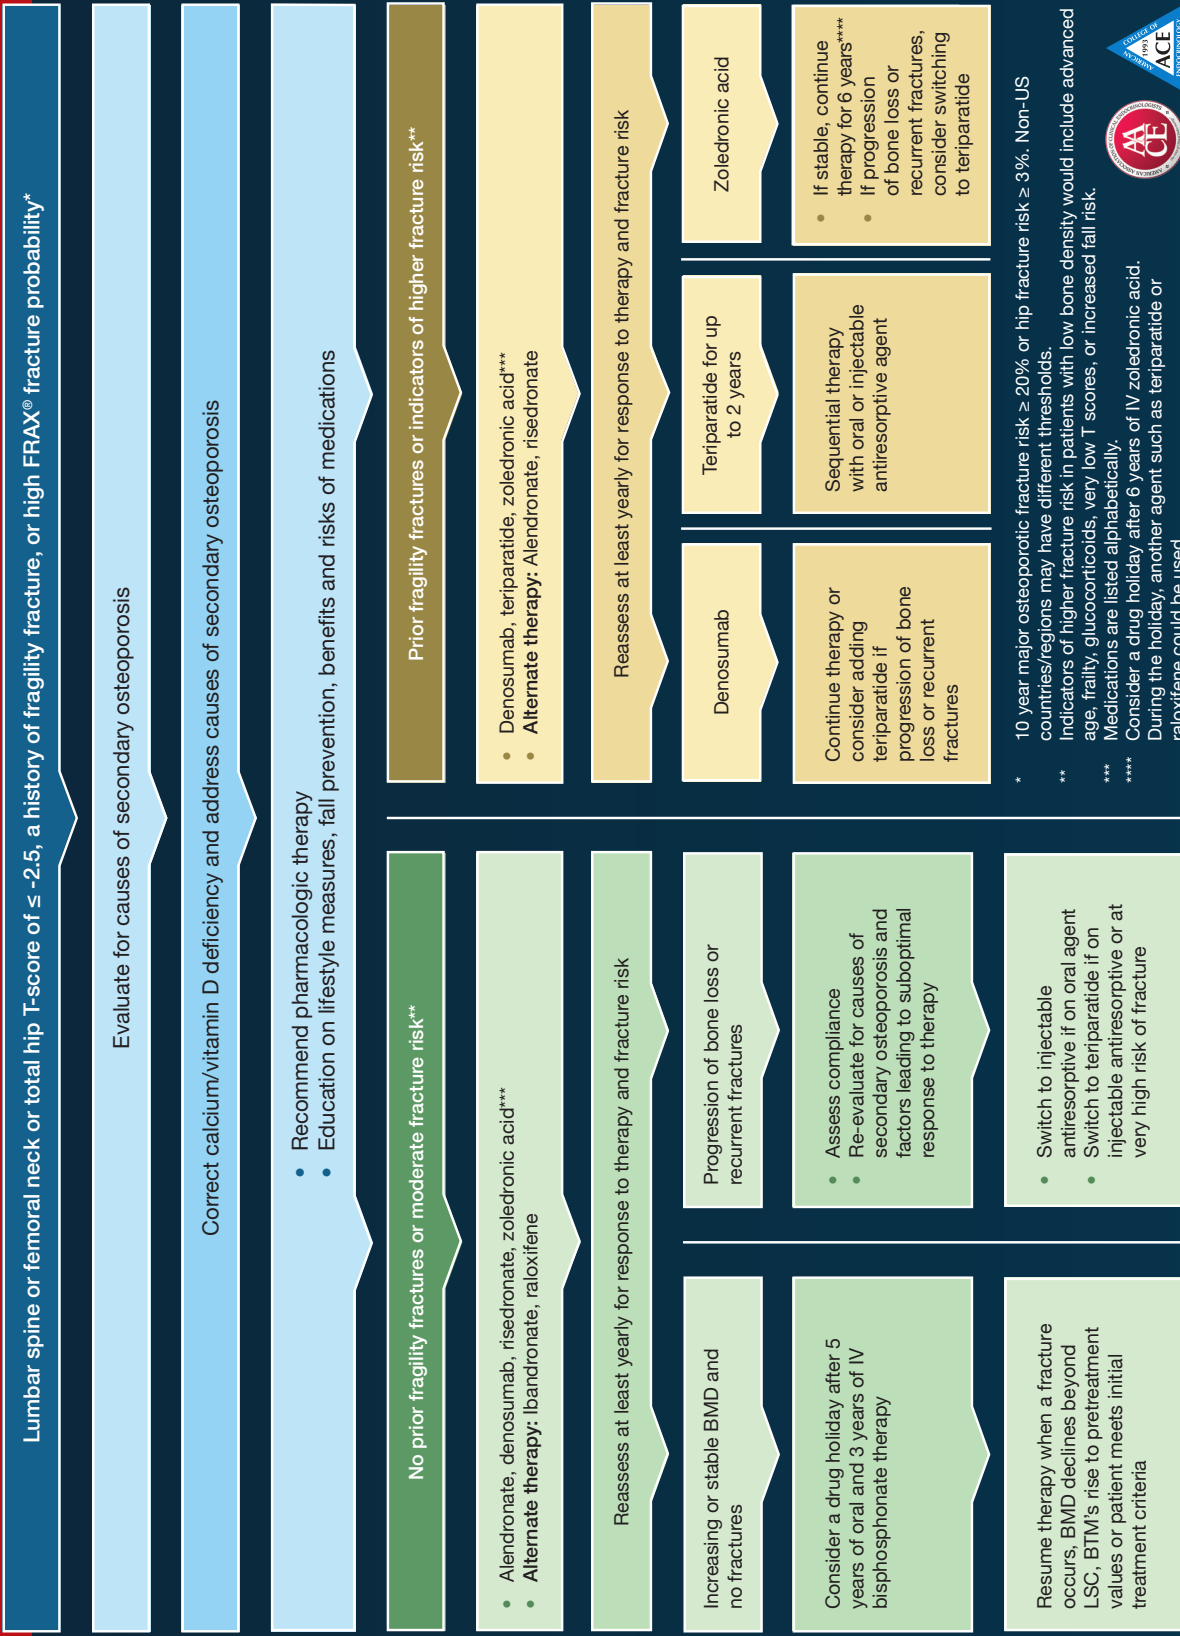 Lumbar spine or femoral neck or total hip T-score of ≤ -2.5, a history of fragility fracture, or high FRAX® fracture probability*
Evaluate for causes of secondary osteoporosis
Correct calcium/vitamin D deficiency and address causes of secondary osteoporosis
• Recommend pharmacologic therapy
• Education on lifestyle measures, fall prevention, benefits and risks of medications
No prior fragility fractures or moderate fracture risk**
• Alendronate, denosumab, risedronate, zoledronic acid***
• Alternate therapy: Ibandronate, raloxifene
Reassess at least yearly for response to therapy and fracture risk
Increasing or stable BMD and
no fractures
Consider a drug holiday after 5
years of oral and 3 years of IV
bisphosphonate therapy
Resume therapy when a fracture
occurs, BMD declines beyond
LSC, BTM's rise to pretreatment
values or patient meets initial
treatment criteria
Progression of bone loss or
recurrent fractures
• Assess compliance
• Re-evaluate for causes of
secondary osteoporosis and
factors leading to suboptimal
response to therapy
• Switch to injectable
antiresorptive if on oral agent
• Switch to teriparatide if on
injectable antiresorptive or at
very high risk of fracture
Prior fragility fractures or indicators of higher fracture risk**
• Denosumab, teriparatide, zoledronic acid***
• Alternate therapy: Alendronate, risedronate
Reassess at least yearly for response to therapy and fracture risk
Denosumab
Continue therapy or
consider adding
teriparatide if
progression of bone
loss or recurrent
fractures
Teriparatide for up
to 2 years
Sequential therapy
with oral or injectable
antiresorptive agent
Zoledronic acid
• If stable, continue
therapy for 6 years****
• If progression
of bone loss or
recurrent fractures,
consider switching
to teriparatide
* 10 year major osteoporotic fracture risk ≥ 20% or hip fracture risk ≥ 3%. Non-US
countries/regions may have different thresholds.
** Indicators of higher fracture risk in patients with low bone density would include advanced
age, frailty, glucocorticoids, very low T scores, or increased fall risk.
*** Medications are listed alphabetically.
**** Consider a drug holiday after 6 years of IV zoledronic acid.
During the holiday, another agent such as teriparatide or
raloxifene could be used
AMERICAN ASSOCIATION OF CLINICAL ENDOCRINOLOGISTS
AACE
AMERICAN COLLEGE OF
1993
ACE
ENDOCRINOLOGY